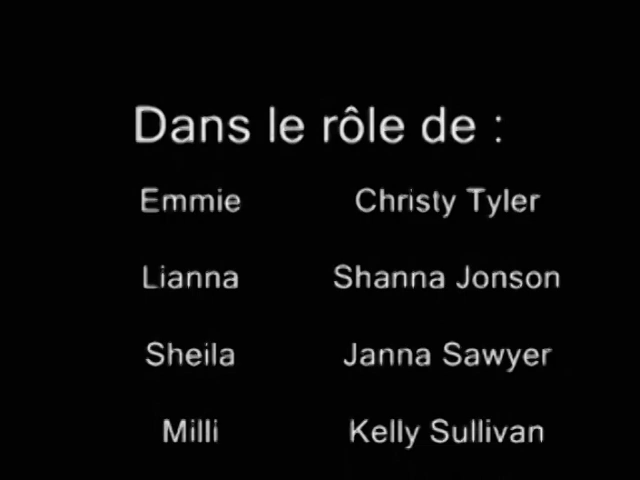 Dans le rôle de :
Emmie Christy Tyler
Lianna Shanna Jonson
Sheila Janna Sawyer
Milli Kelly Sullivan